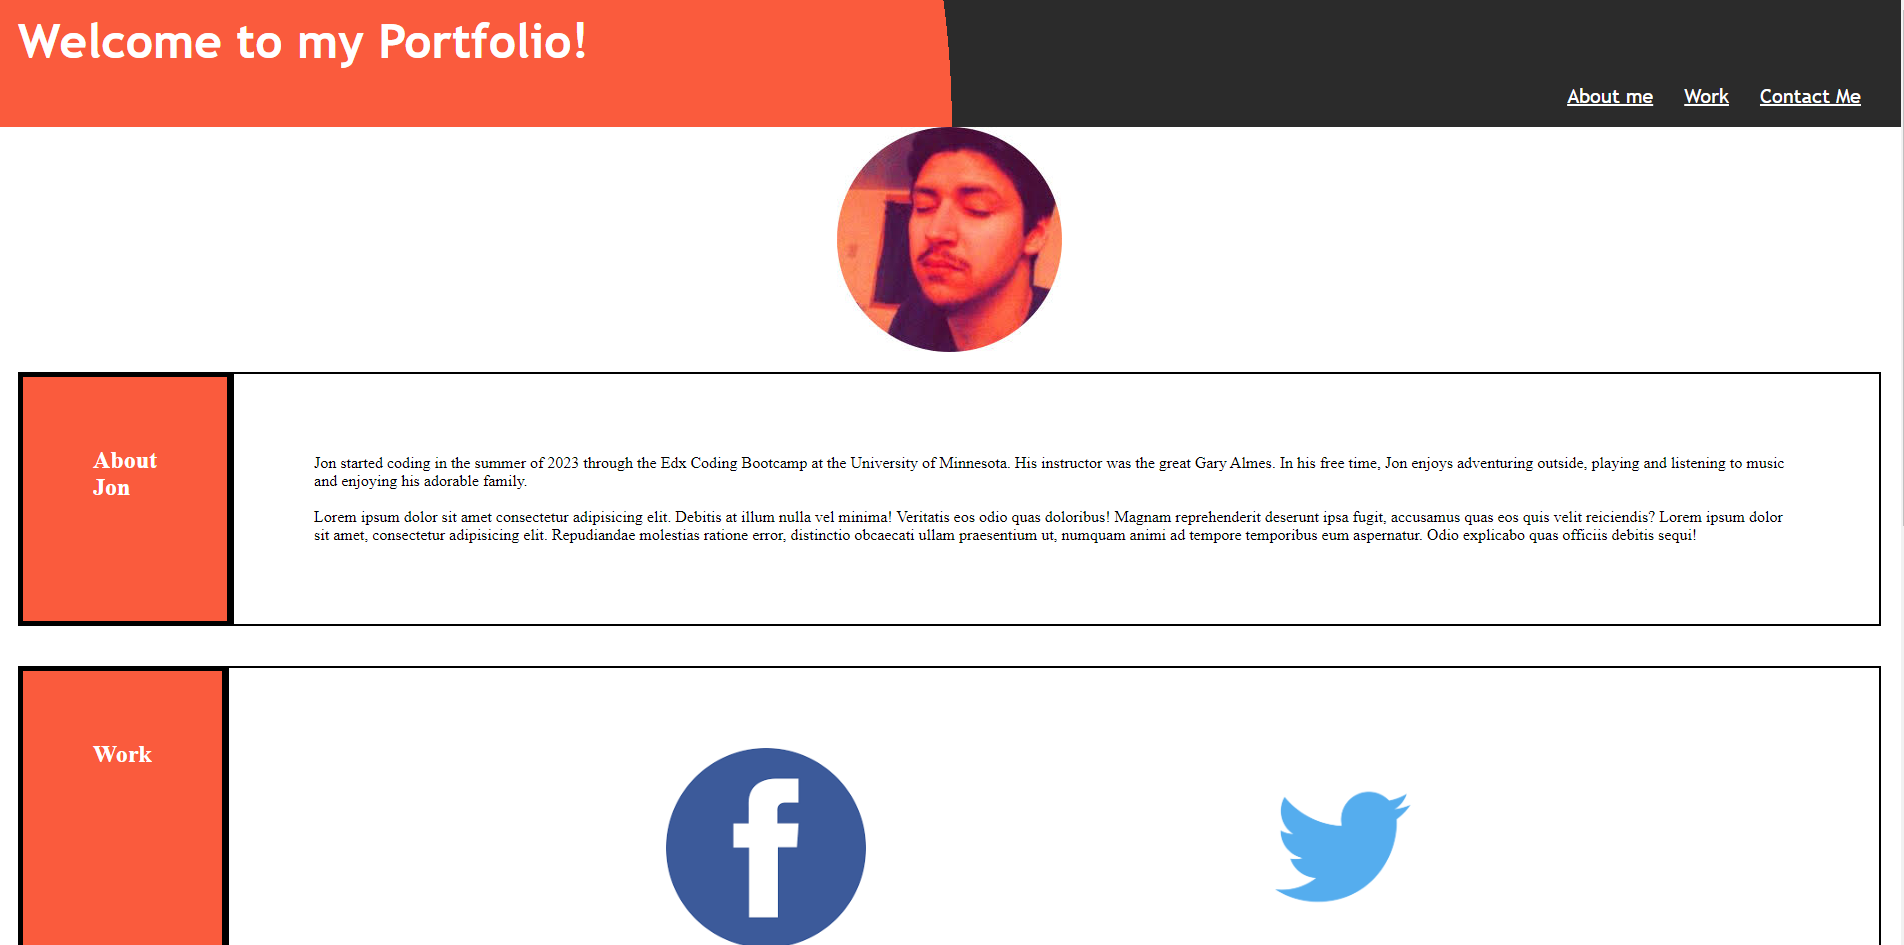 Welcome to my Portfolio!
About me Work Contact Me
About
Jon
Jon started coding in the summer of 2023 through the Edx Coding Bootcamp at the University of Minnesota. His instructor was the great Gary Almes. In his free time, Jon enjoys adventuring outside, playing and listening to music
and enjoying his adorable family.
Lorem ipsum dolor sit amet consectetur adipisicing elit. Debitis at illum nulla vel minima! Veritatis eos odio quas doloribus! Magnam reprehenderit deserunt ipsa fugit, accusamus quas eos quis velit reiciendis? Lorem ipsum dolor
sit amet, consectetur adipisicing elit. Repudiandae molestias ratione error, distinctio obcaecati ullam praesentium ut, numquam animi ad tempore temporibus eum aspernatur. Odio explicabo quas officiis debitis sequi!
Work
f